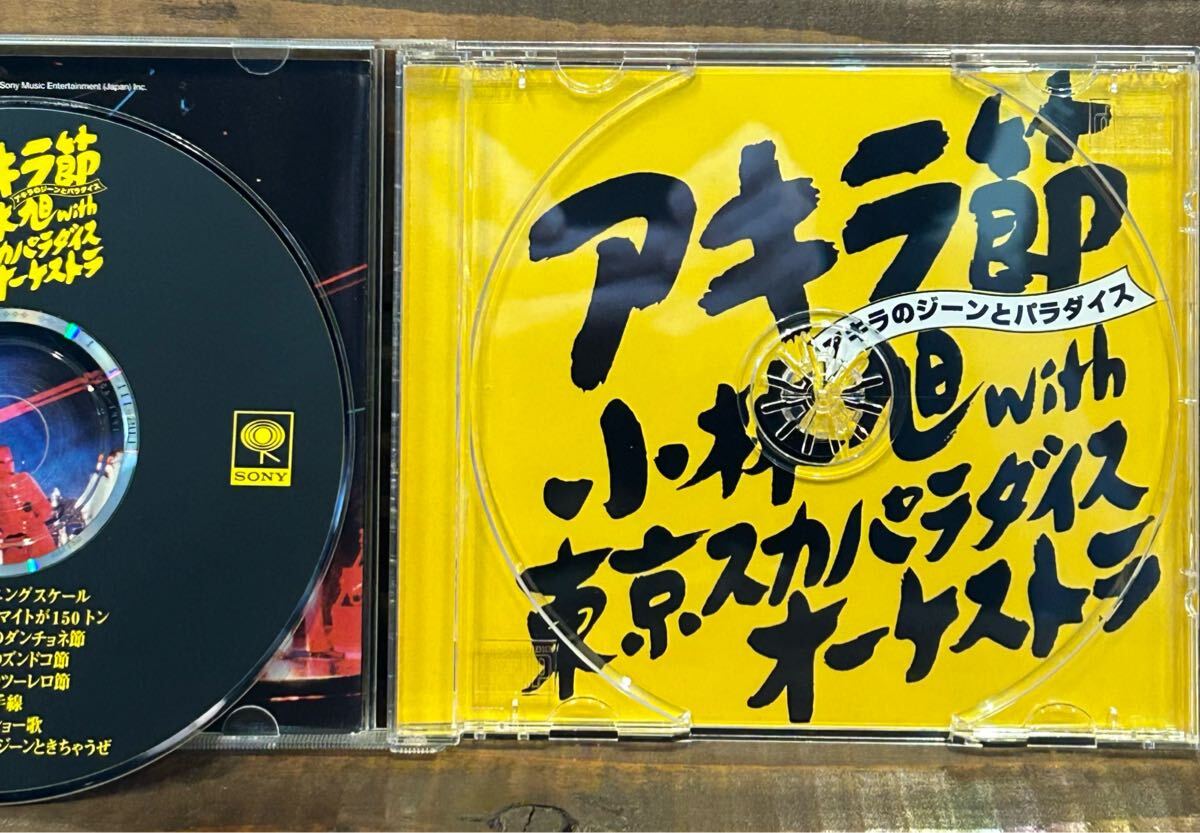 Sony Music Entertainment (Japan) Inc.
キラ節
アキラのジーンとパラダイス
旭 with
カパラダイス
オーケストラ
SONY
ニングスケール
マイトが150トン
のダンチョネ節
のズンドコ節
のツーレロ節
手線
ショー歌
ジーンときちゃうぜ
アキラ節
アキラのジーンとパラダイス
小林旭 with
東京スカパラダイス
オーケストラ